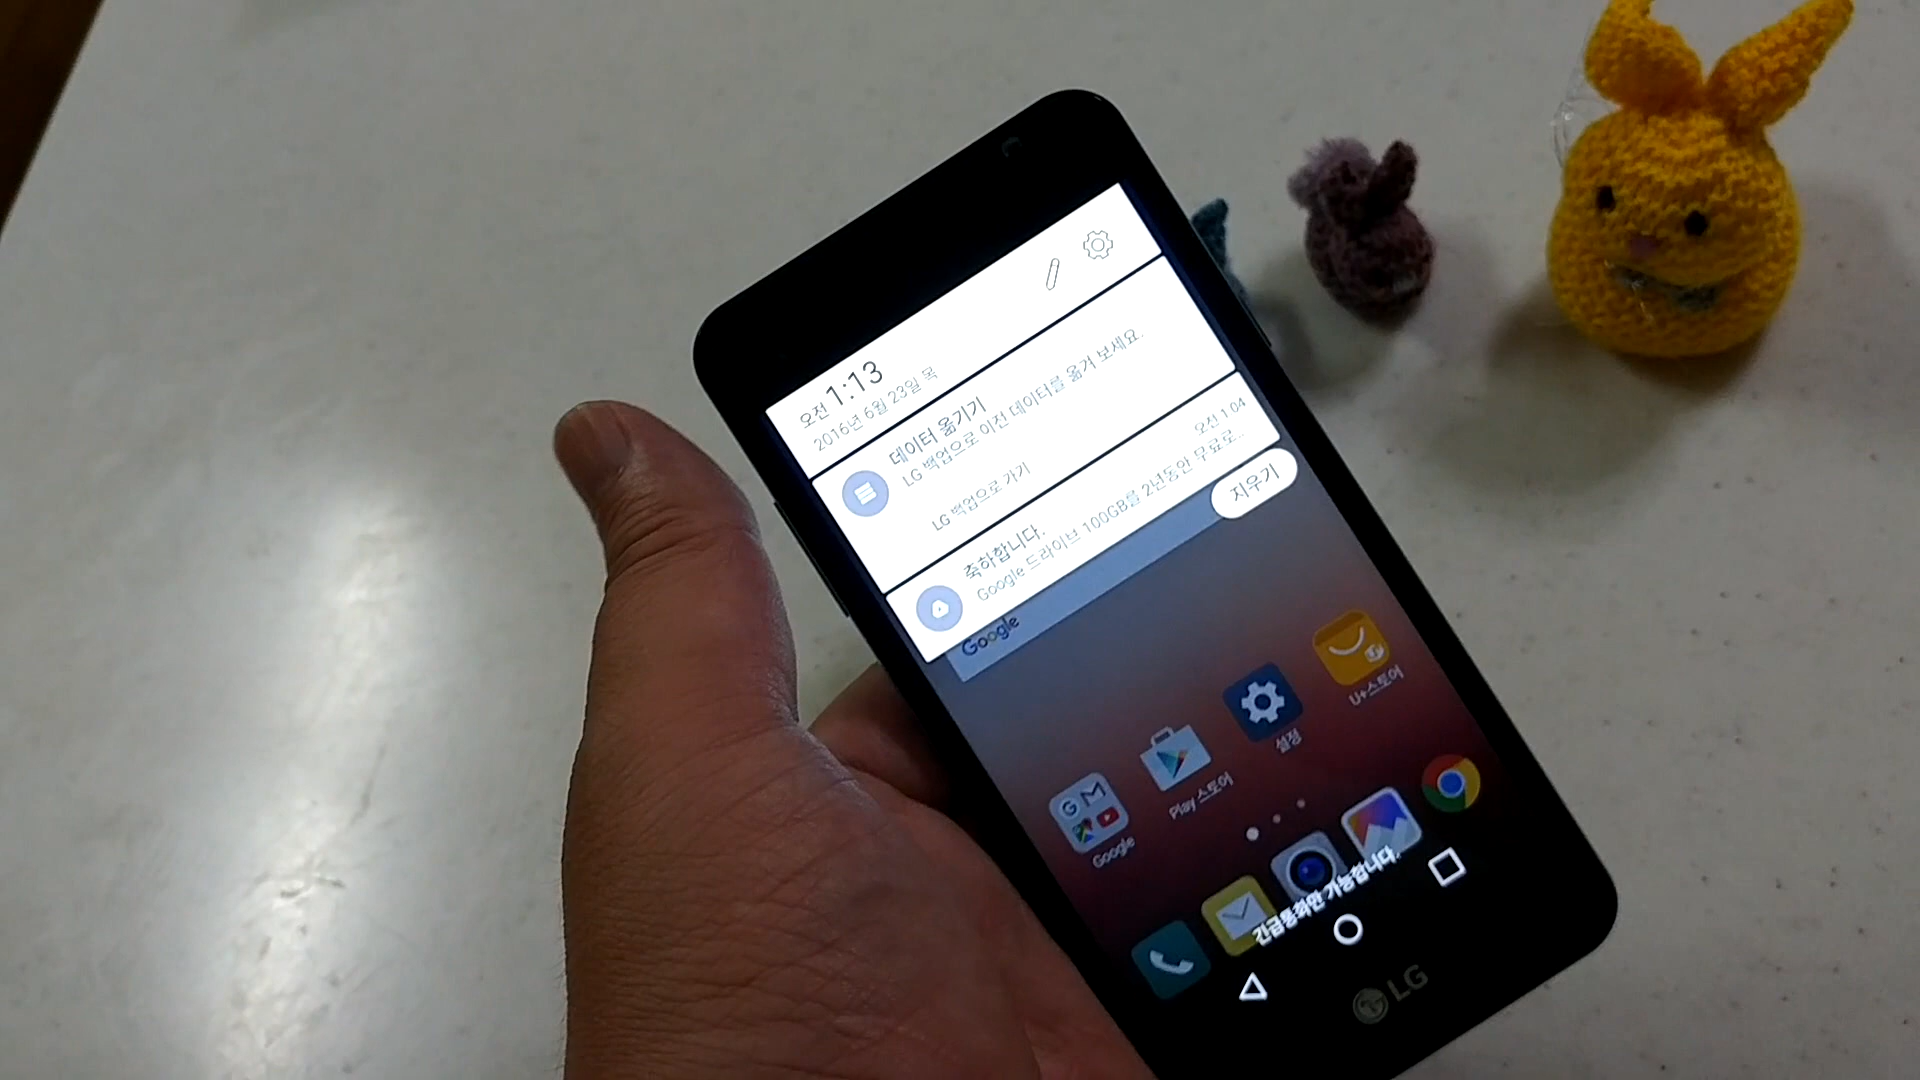 오전 1:13
2016년 6월 23일 목
데이터 옮기기
LG 백업으로 이전 데이터를 옮겨 보세요.
LG 백업으로 가기
오전 1:04
축하합니다.
Google 드라이브 100GB를 2년동안 무료로...
지우기
Google
U+스토어
설정
Play 스토어
Google
긴급통화만 가능합니다.
LG